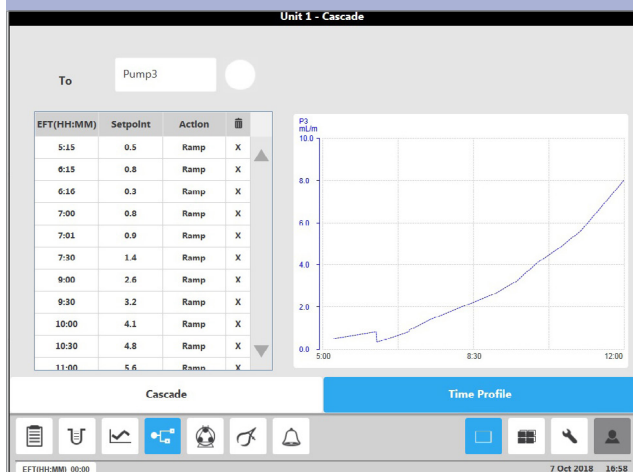 Unit 1 - Cascade
To Pump3
EFT(HH:MM) Setpoint Action
5:15 0.5 Ramp X
6:15 0.8 Ramp X
6:16 0.3 Ramp X
7:00 0.8 Ramp X
7:01 0.9 Ramp X
7:30 1.4 Ramp X
9:00 2.6 Ramp X
9:30 3.2 Ramp X
10:00 4.1 Ramp X
10:30 4.8 Ramp X
11:00 5.6 Ramp X
P3
mL/m
10.0
8.0
6.0
4.0
2.0
0.0
5:00 8:30 12:00
Cascade Time Profile
EFT(HH:MM) 00:00 7 Oct 2018 16:58